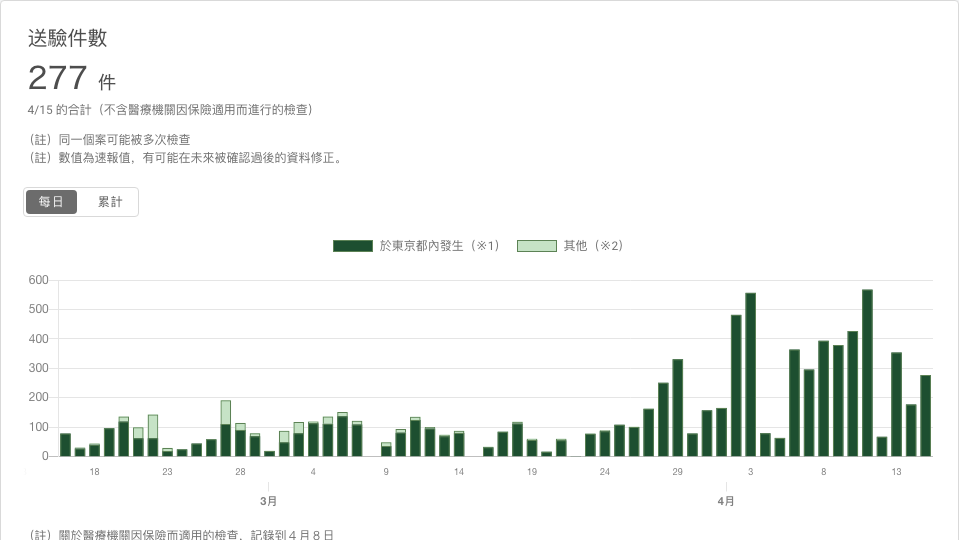 送驗件數
277 件
4/15 的合計（不含醫療機關因保險適用而進行的檢查）
（註）同一個案可能被多次檢查
（註）數值為速報值，有可能在未來被確認過後的資料修正。
每日 累計
於東京都內發生（※1） 其他（※2）
600
500
400
300
200
100
0
18 23 28 4 9 14 19 24 29 3 8 13
3月 4月
（註）關於醫療機關因保險而適用的檢查，記錄到４月８日